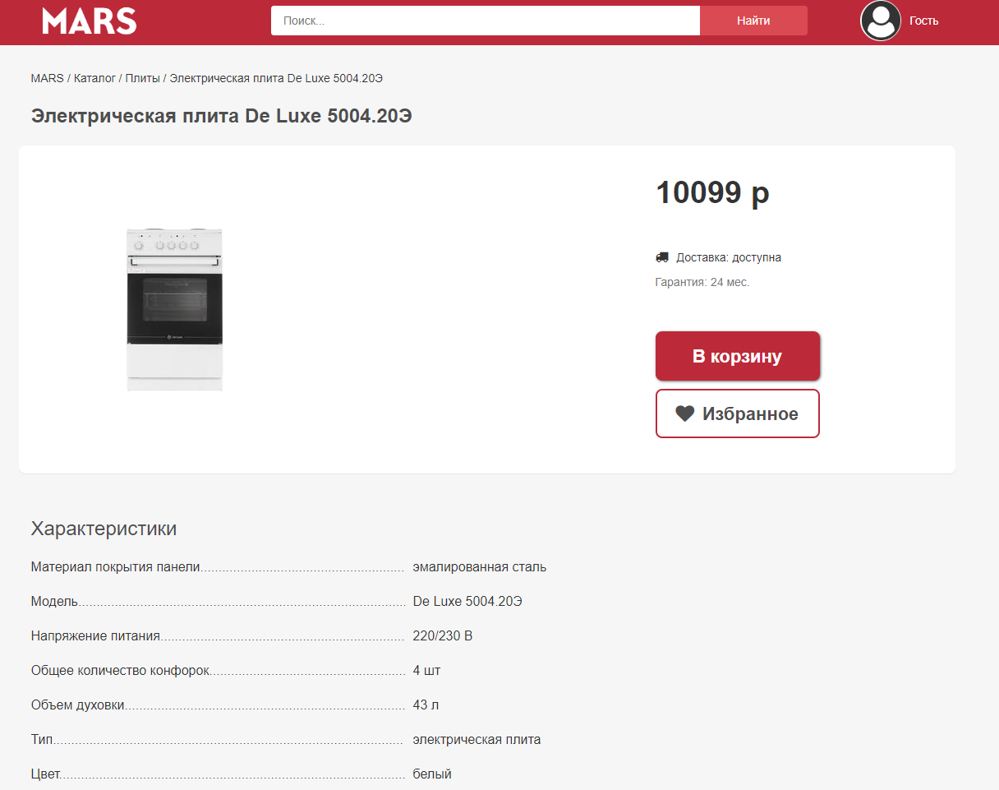 MARS
Поиск...
Найти
Гость
MARS / Каталог / Плиты / Электрическая плита De Luxe 5004.20Э
Электрическая плита De Luxe 5004.20Э
10099 р
Доставка: доступна
Гарантия: 24 мес.
В корзину
Избранное
Характеристики
Материал покрытия панели........................................................ эмалированная сталь
Модель.......................................................................................... De Luxe 5004.20Э
Напряжение питания................................................................... 220/230 В
Общее количество конфорок...................................................... 4 шт
Объем духовки............................................................................. 43 л
Тип................................................................................................ электрическая плита
Цвет............................................................................................... белый